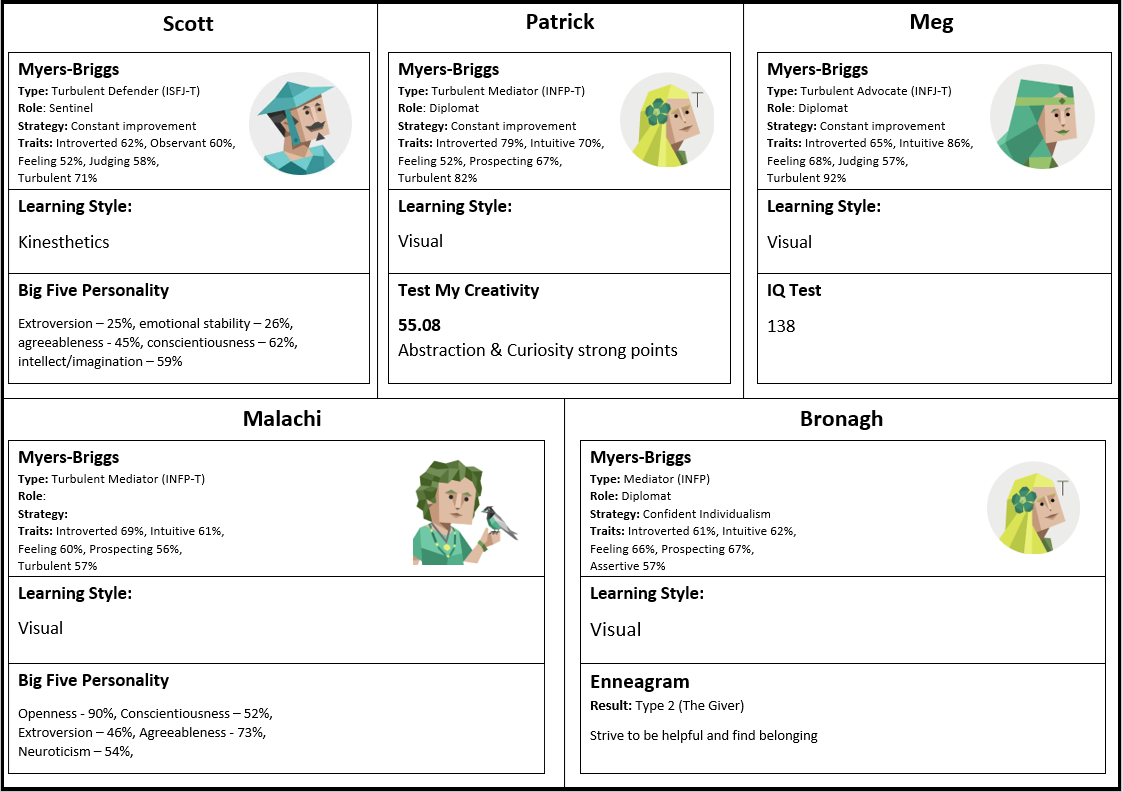 Scott
Myers-Briggs
Type: Turbulent Defender (ISFJ-T)
Role: Sentinel
Strategy: Constant improvement
Traits: Introverted 62%, Observant 60%,
Feeling 52%, Judging 58%,
Turbulent 71%
Learning Style:
Kinesthetics
Big Five Personality
Extroversion – 25%, emotional stability – 26%,
agreeableness - 45%, conscientiousness – 62%,
intellect/imagination – 59%
Patrick
Myers-Briggs
Type: Turbulent Mediator (INFP-T)
Role: Diplomat
Strategy: Constant improvement
Traits: Introverted 79%, Intuitive 70%,
Feeling 52%, Prospecting 67%,
Turbulent 82%
Learning Style:
Visual
Test My Creativity
55.08
Abstraction & Curiosity strong points
Meg
Myers-Briggs
Type: Turbulent Advocate (INFJ-T)
Role: Diplomat
Strategy: Constant improvement
Traits: Introverted 65%, Intuitive 86%,
Feeling 68%, Judging 57%,
Turbulent 92%
Learning Style:
Visual
IQ Test
138
Malachi
Myers-Briggs
Type: Turbulent Mediator (INFP-T)
Role:
Strategy:
Traits: Introverted 69%, Intuitive 61%,
Feeling 60%, Prospecting 56%,
Turbulent 57%
Learning Style:
Visual
Big Five Personality
Openness - 90%, Conscientiousness – 52%,
Extroversion – 46%, Agreeableness - 73%,
Neuroticism – 54%,
Bronagh
Myers-Briggs
Type: Mediator (INFP)
Role: Diplomat
Strategy: Confident Individualism
Traits: Introverted 61%, Intuitive 62%,
Feeling 66%, Prospecting 67%,
Assertive 57%
Learning Style:
Visual
Enneagram
Result: Type 2 (The Giver)
Strive to be helpful and find belonging